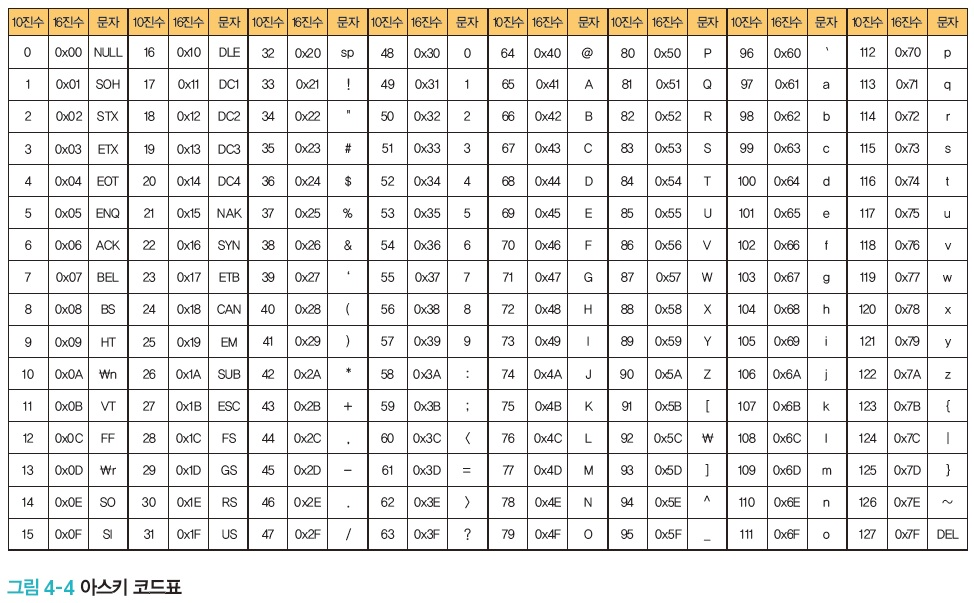 10진수 16진수 문자 10진수 16진수 문자 10진수 16진수 문자 10진수 16진수 문자 10진수 16진수 문자 10진수 16진수 문자 10진수 16진수 문자 10진수 16진수 문자
0 0x00 NULL 16 0x10 DLE 32 0x20 sp 48 0x30 0 64 0x40 @ 80 0x50 P 96 0x60 ` 112 0x70 p
1 0x01 SOH 17 0x11 DC1 33 0x21 ! 49 0x31 1 65 0x41 A 81 0x51 Q 97 0x61 a 113 0x71 q
2 0x02 STX 18 0x12 DC2 34 0x22 " 50 0x32 2 66 0x42 B 82 0x52 R 98 0x62 b 114 0x72 r
3 0x03 ETX 19 0x13 DC3 35 0x23 # 51 0x33 3 67 0x43 C 83 0x53 S 99 0x63 c 115 0x73 s
4 0x04 EOT 20 0x14 DC4 36 0x24 $ 52 0x34 4 68 0x44 D 84 0x54 T 100 0x64 d 116 0x74 t
5 0x05 ENQ 21 0x15 NAK 37 0x25 % 53 0x35 5 69 0x45 E 85 0x55 U 101 0x65 e 117 0x75 u
6 0x06 ACK 22 0x16 SYN 38 0x26 & 54 0x36 6 70 0x46 F 86 0x56 V 102 0x66 f 118 0x76 v
7 0x07 BEL 23 0x17 ETB 39 0x27 ‘ 55 0x37 7 71 0x47 G 87 0x57 W 103 0x67 g 119 0x77 w
8 0x08 BS 24 0x18 CAN 40 0x28 ( 56 0x38 8 72 0x48 H 88 0x58 X 104 0x68 h 120 0x78 x
9 0x09 HT 25 0x19 EM 41 0x29 ) 57 0x39 9 73 0x49 I 89 0x59 Y 105 0x69 i 121 0x79 y
10 0x0A ₩n 26 0x1A SUB 42 0x2A * 58 0x3A : 74 0x4A J 90 0x5A Z 106 0x6A j 122 0x7A z
11 0x0B VT 27 0x1B ESC 43 0x2B + 59 0x3B ; 75 0x4B K 91 0x5B [ 107 0x6B k 123 0x7B {
12 0x0C FF 28 0x1C FS 44 0x2C , 60 0x3C 〈 76 0x4C L 92 0x5C ₩ 108 0x6C l 124 0x7C |
13 0x0D ₩r 29 0x1D GS 45 0x2D - 61 0x3D = 77 0x4D M 93 0x5D ] 109 0x6D m 125 0x7D }
14 0x0E SO 30 0x1E RS 46 0x2E . 62 0x3E 〉 78 0x4E N 94 0x5E ^ 110 0x6E n 126 0x7E ~
15 0x0F SI 31 0x1F US 47 0x2F / 63 0x3F ? 79 0x4F O 95 0x5F _ 111 0x6F o 127 0x7F DEL
그림 4-4 아스키 코드표